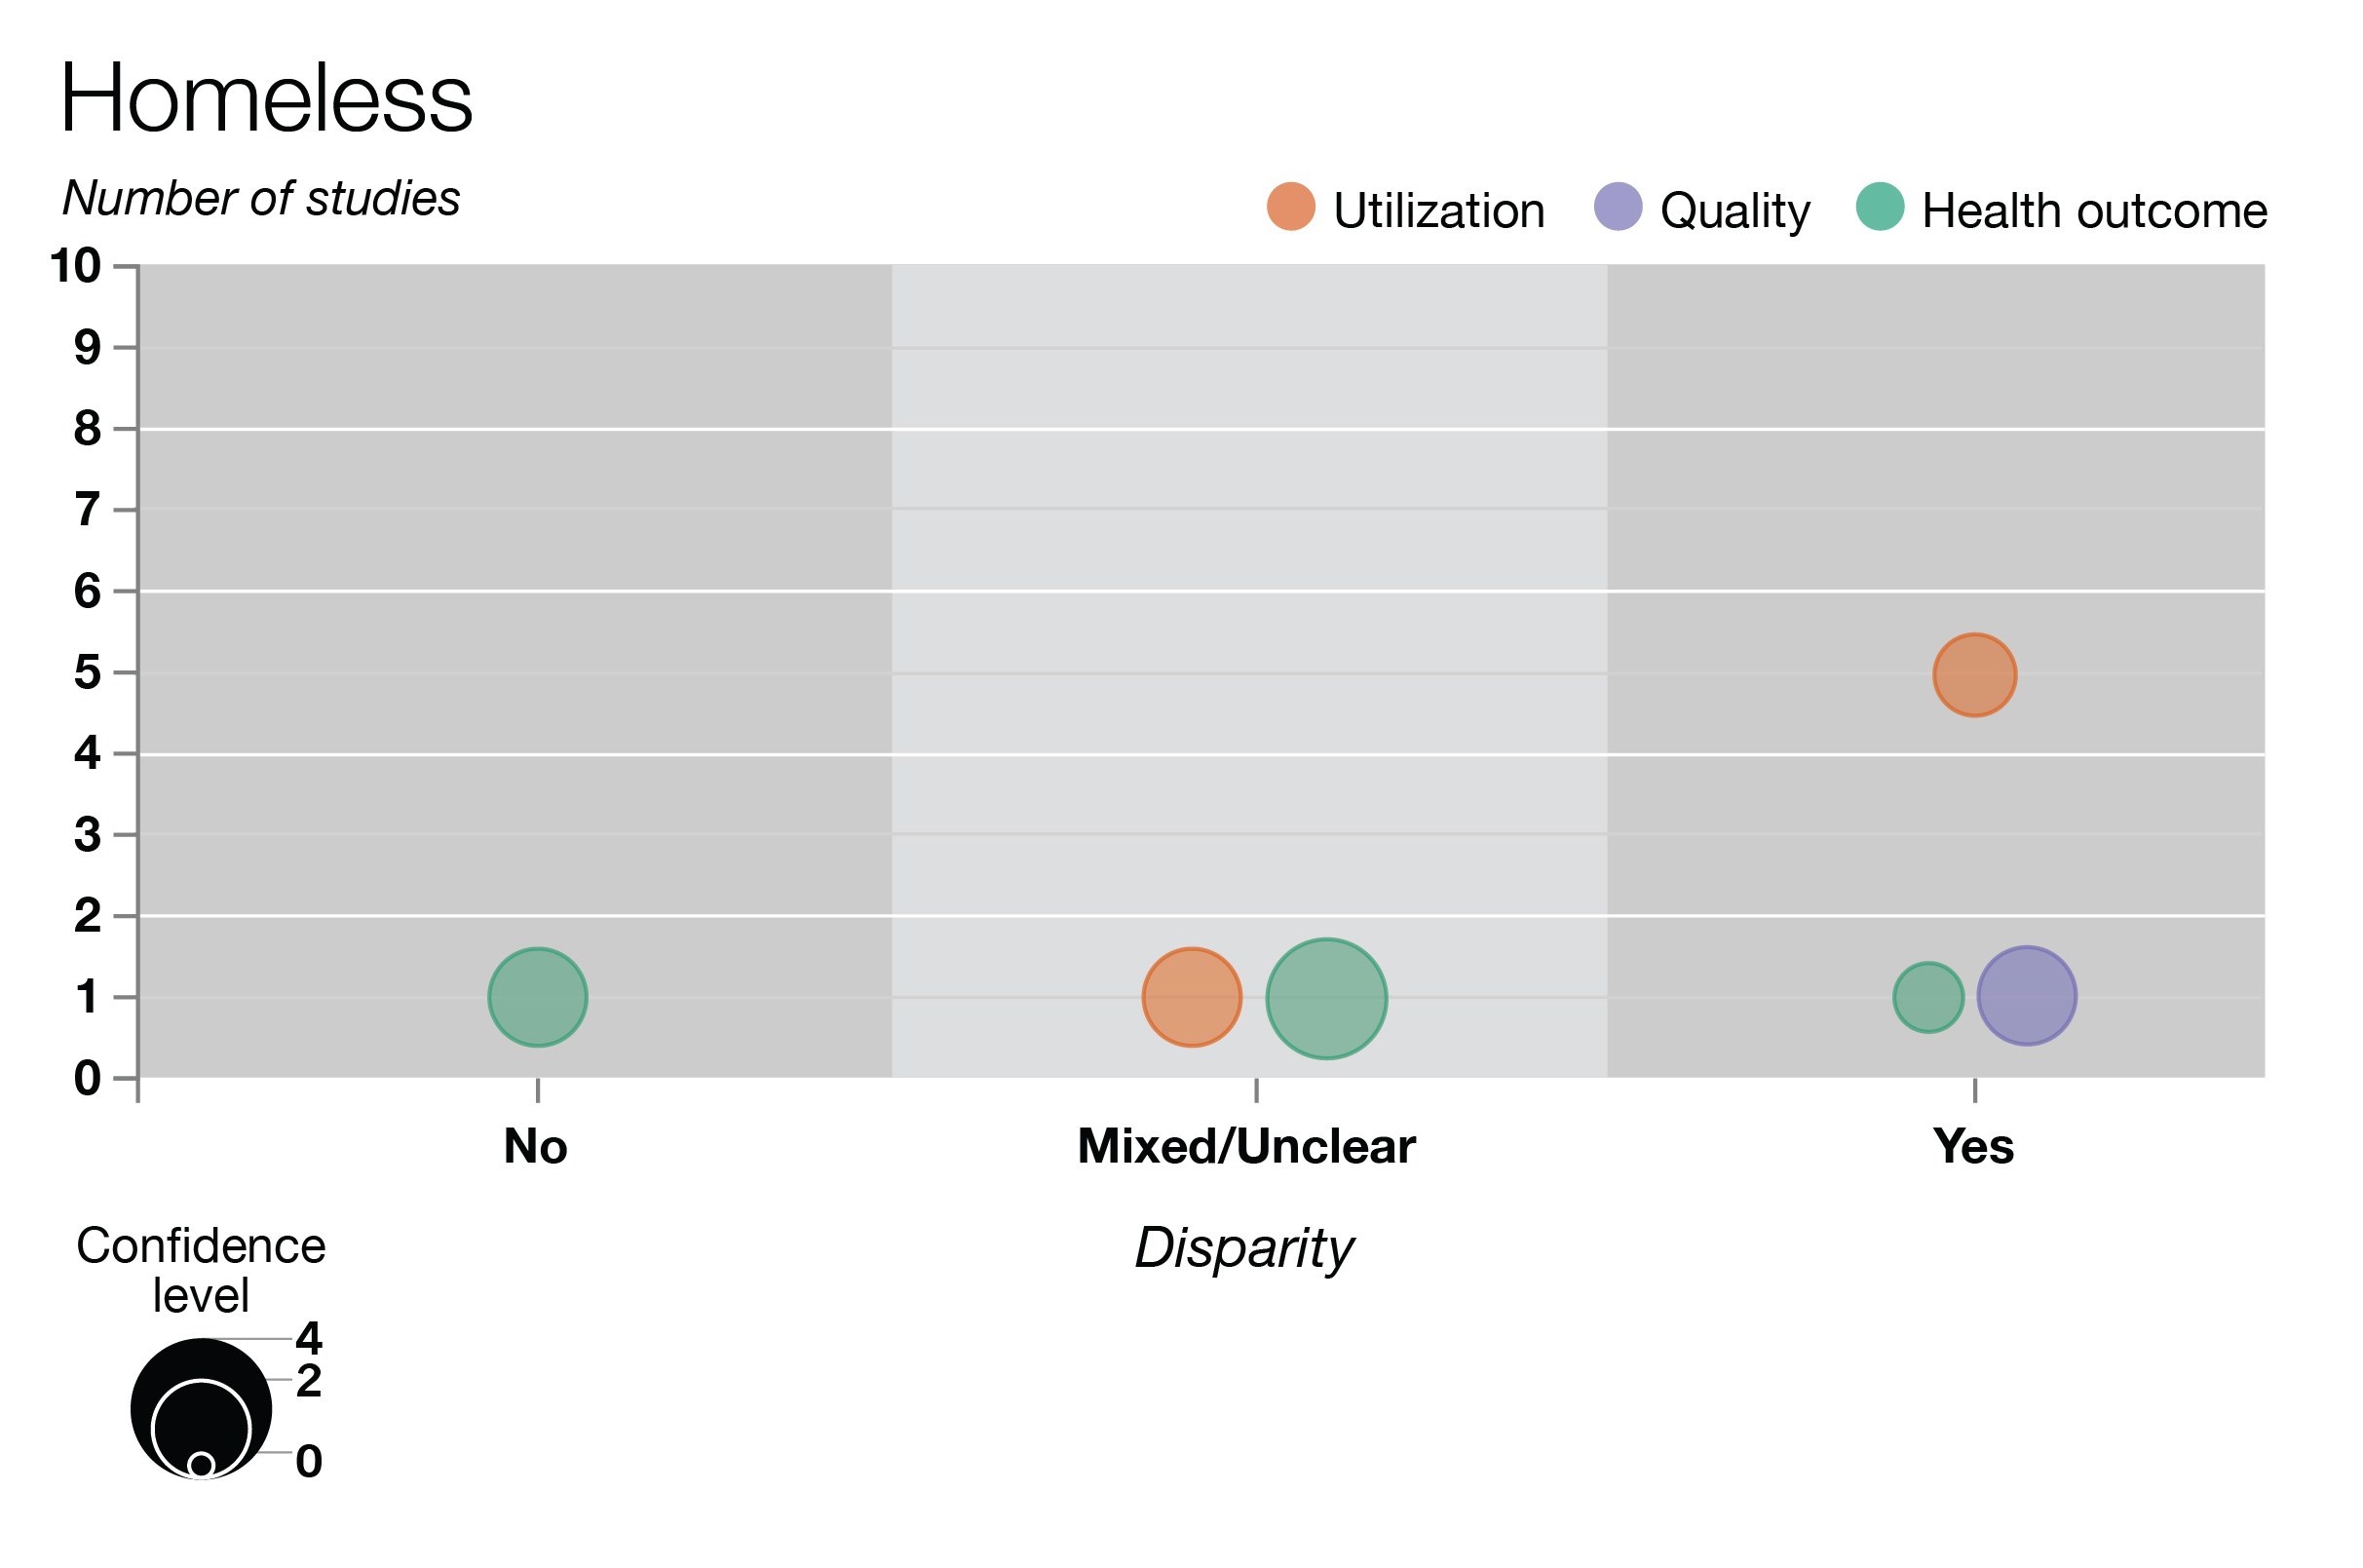 Homeless
Number of studies
Utilization
Quality
Health outcome
10
9
8
7
6
5
4
3
2
1
0
No
Mixed/Unclear
Yes
Disparity
Confidence
level
4
2
0